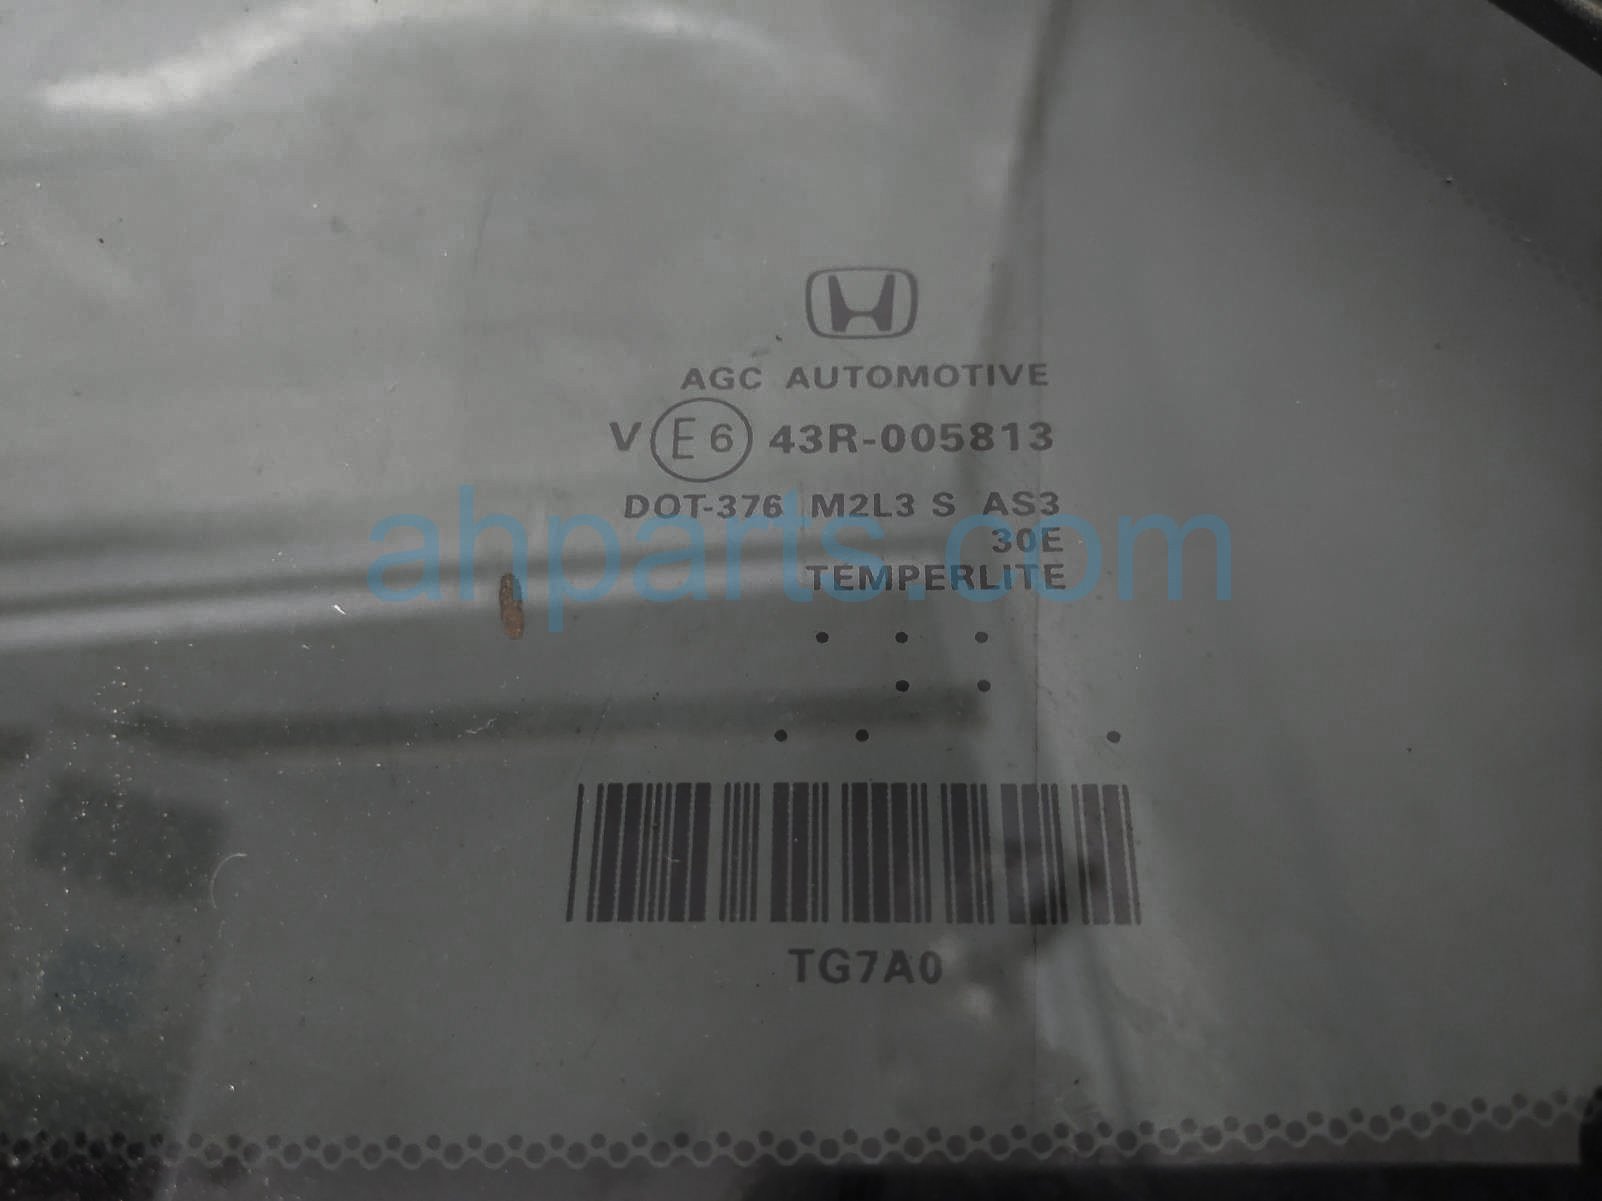 AGC AUTOMOTIVE
V E6 43R-005813
DOT-376 M2L3 S AS3
30E
TEMPERLITE
ahparts.com
TG7A0